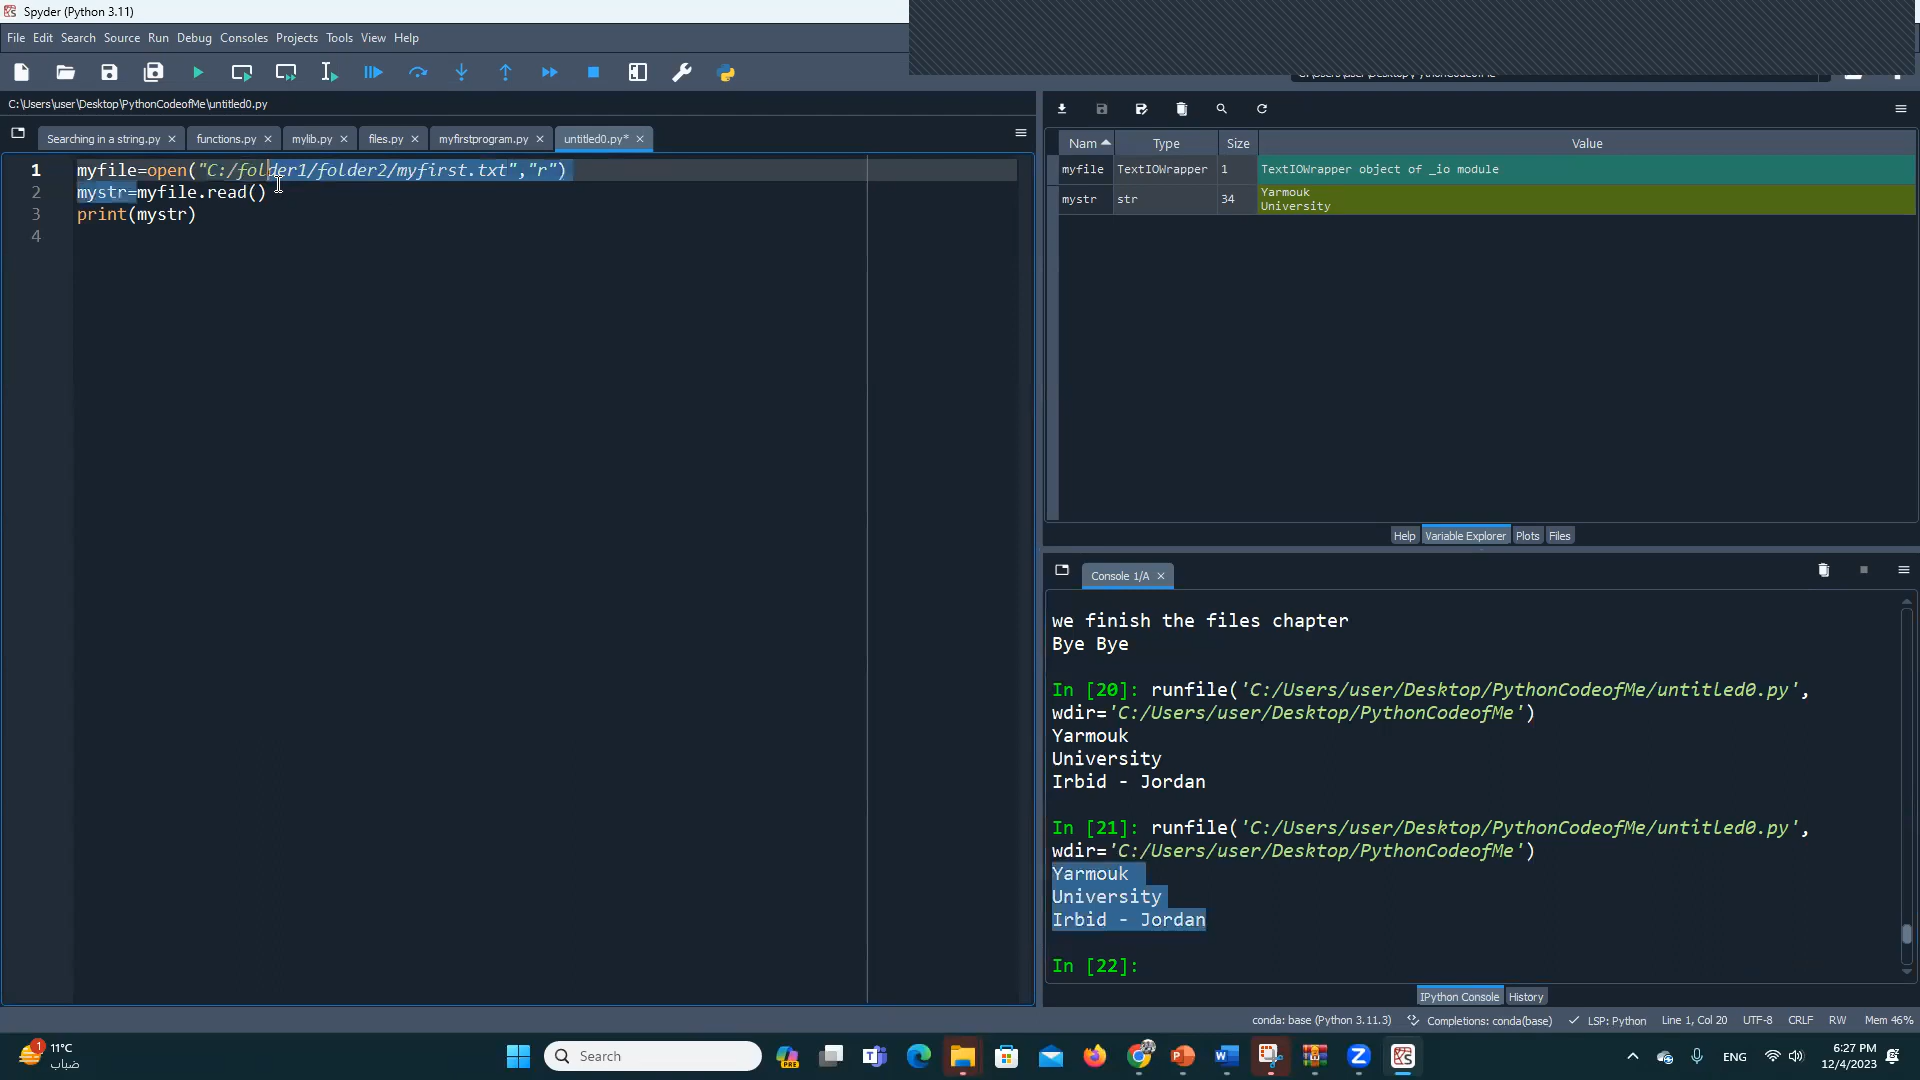 Spyder (Python 3.11)
File Edit Search Source Run Debug Consoles Projects Tools View Help
C:\Users\user\Desktop\PythonCodeofMe\untitled0.py
Searching in a string.py functions.py mylib.py files.py myfirstprogram.py untitled0.py*
1 myfile=open("C:/folder1/folder2/myfirst.txt","r")
2 mystr=myfile.read()
3 print(mystr)
4
Nam Type Size Value
myfile TextIOWrapper 1 TextIOWrapper object of _io module
mystr str 34 Yarmouk
University
Help Variable Explorer Plots Files
Console 1/A
we finish the files chapter
Bye Bye
In [20]: runfile('C:/Users/user/Desktop/PythonCodeofMe/untitled0.py',
wdir='C:/Users/user/Desktop/PythonCodeofMe')
Yarmouk
University
Irbid - Jordan
In [21]: runfile('C:/Users/user/Desktop/PythonCodeofMe/untitled0.py',
wdir='C:/Users/user/Desktop/PythonCodeofMe')
Yarmouk
University
Irbid - Jordan
In [22]:
IPython Console History
conda: base (Python 3.11.3) Completions: conda(base) LSP: Python Line 1, Col 20 UTF-8 CRLF RW Mem 46%
1 11°C
ضباب
Search
PRE
ENG
6:27 PM
12/4/2023